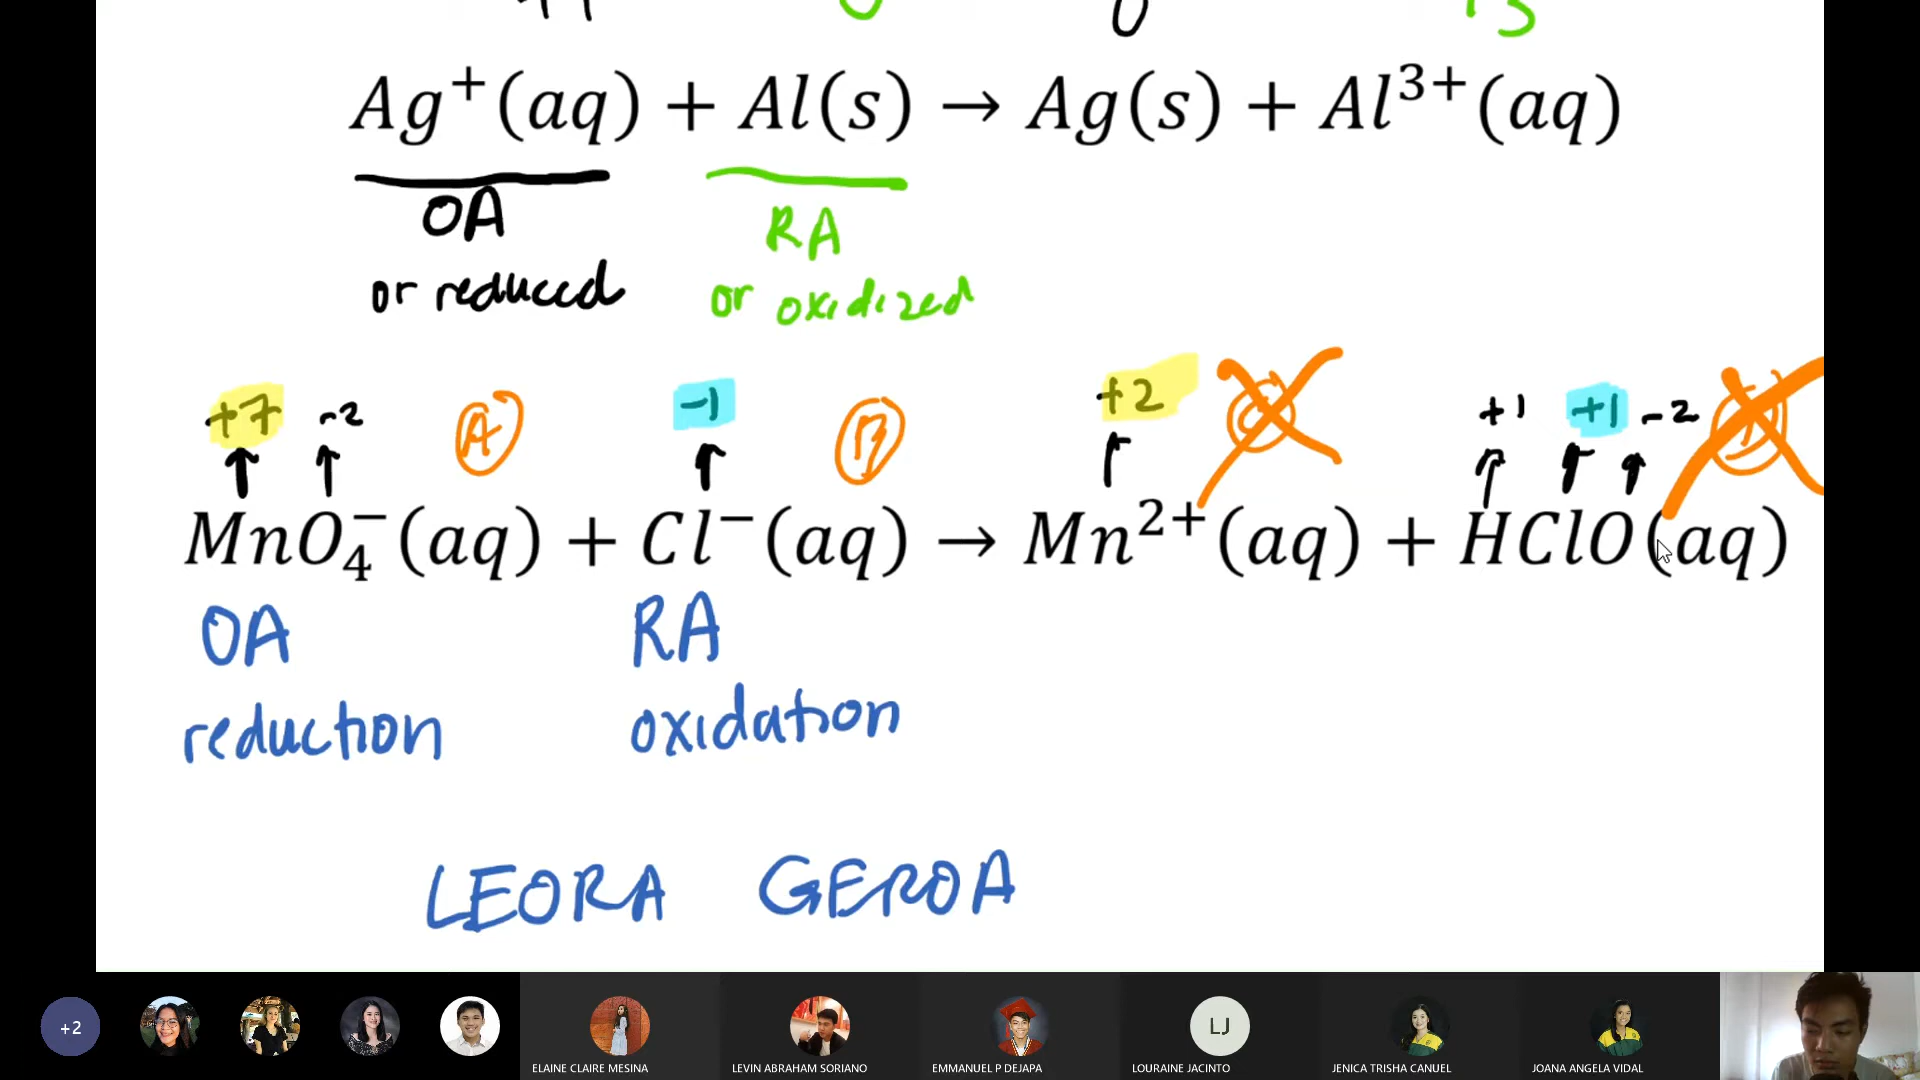 Ag⁺(aq) + Al(s) → Ag(s) + Al³⁺(aq)
OA RA
or reduced or oxidized
+7 -2 A -1 B +2 C +1 +1 -2
MnO₄⁻(aq) + Cl⁻(aq) → Mn²⁺(aq) + HClO(aq)
OA RA
reduction oxidation
LEORA GEROA
+2
LJ
ELAINE CLAIRE MESINA
LEVIN ABRAHAM SORIANO
EMMANUEL P DEJAPA
LOURAINE JACINTO
JENICA TRISHA CANUEL
JOANA ANGELA VIDAL